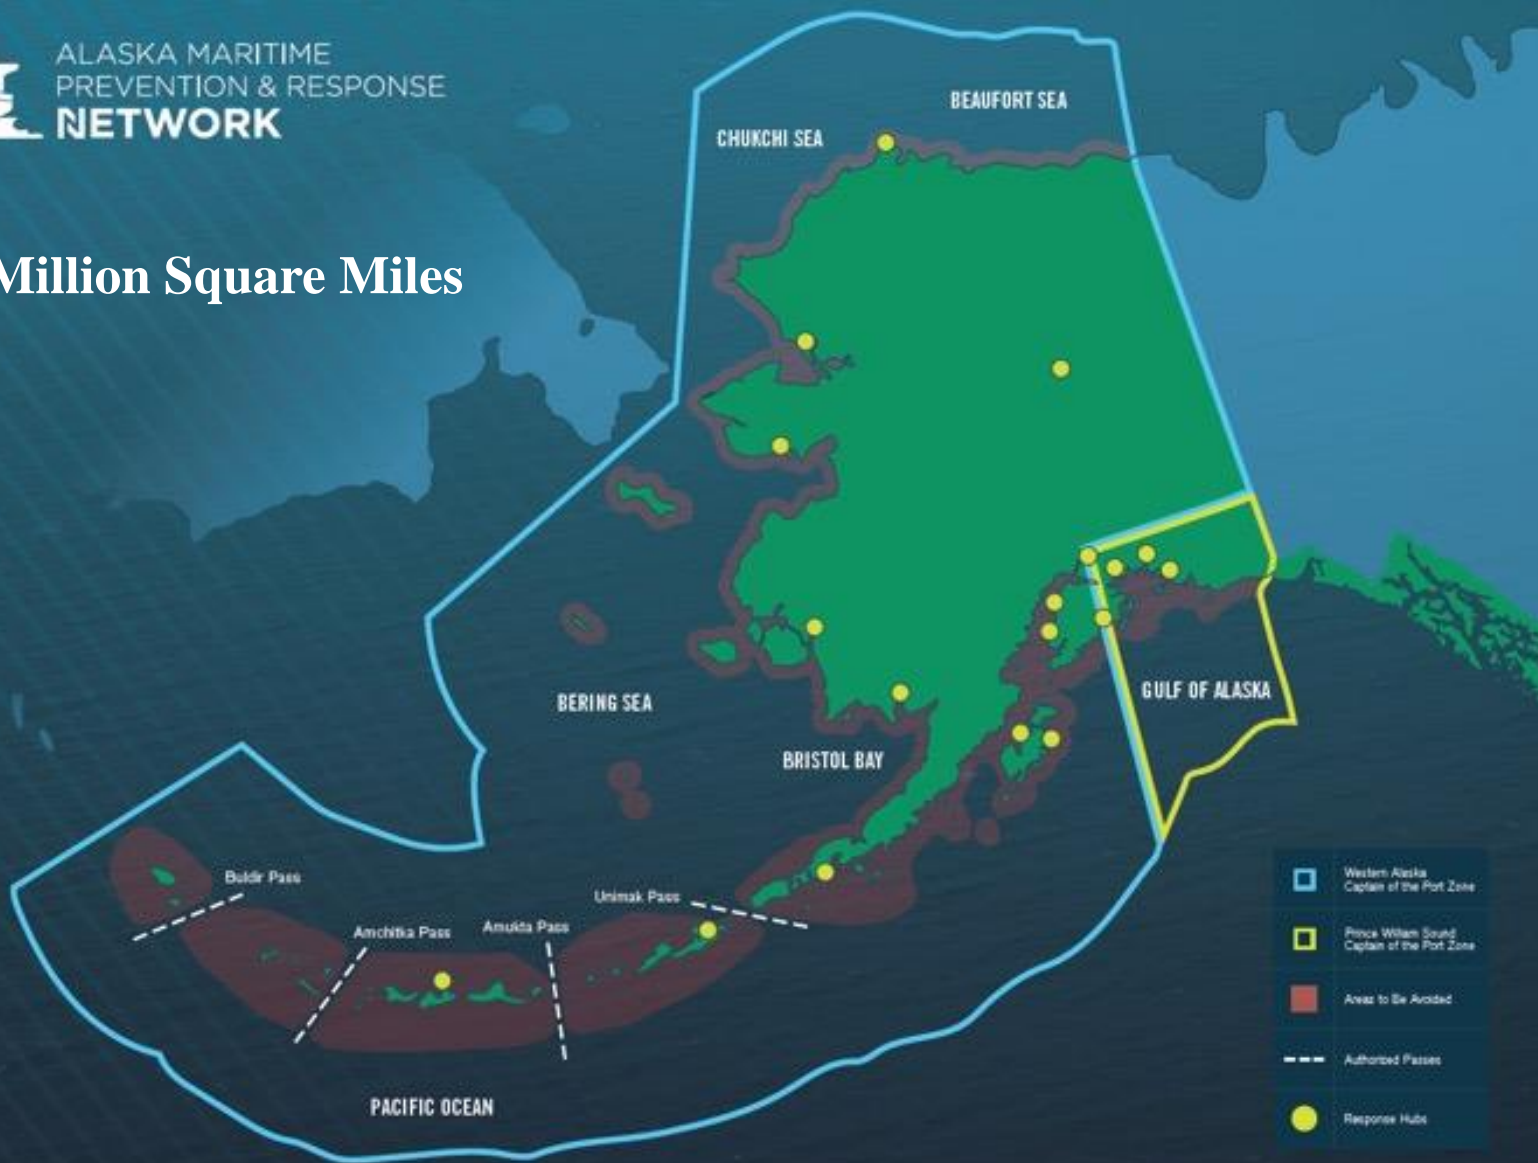 ALASKA MARITIME
PREVENTION & RESPONSE
NETWORK
Million Square Miles
BEAUFORT SEA
CHUKCHI SEA
BERING SEA
GULF OF ALASKA
BRISTOL BAY
Buldir Pass
Unimak Pass
Amchitka Pass
Amukta Pass
PACIFIC OCEAN
Western Alaska
Captain of the Port Zone
Prince William Sound
Captain of the Port Zone
Areas to Be Avoided
Authorized Passes
Response Hubs